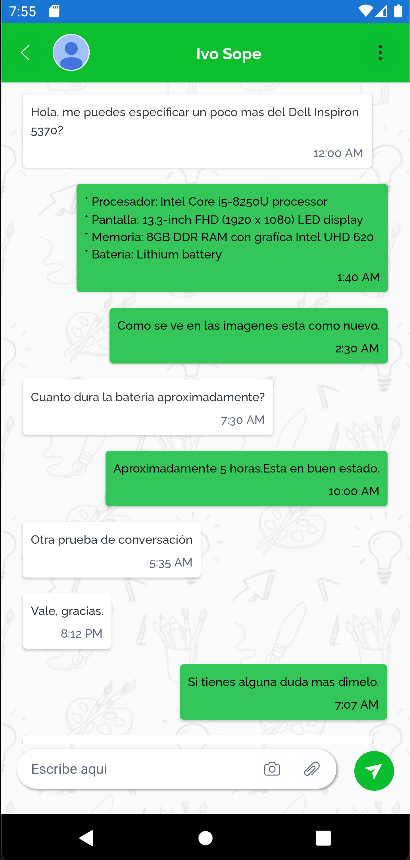 7:55
Ivo Sope
Hola, me puedes especificar un poco mas del Dell Inspiron
5370?
12:00 AM
* Procesador: Intel Core i5-8250U processor
* Pantalla: 13.3-inch FHD (1920 x 1080) LED display
* Memoria: 8GB DDR RAM con grafica Intel UHD 620
* Bateria: Lithium battery
1:40 AM
Como se ve en las imagenes esta como nuevo.
2:30 AM
Cuanto dura la bateria aproximadamente?
7:30 AM
Aproximadamente 5 horas.Esta en buen estado.
10:00 AM
Otra prueba de conversación
5:35 AM
Vale, gracias.
8:12 PM
Si tienes alguna duda mas dimelo.
7:07 AM
Escribe aqui